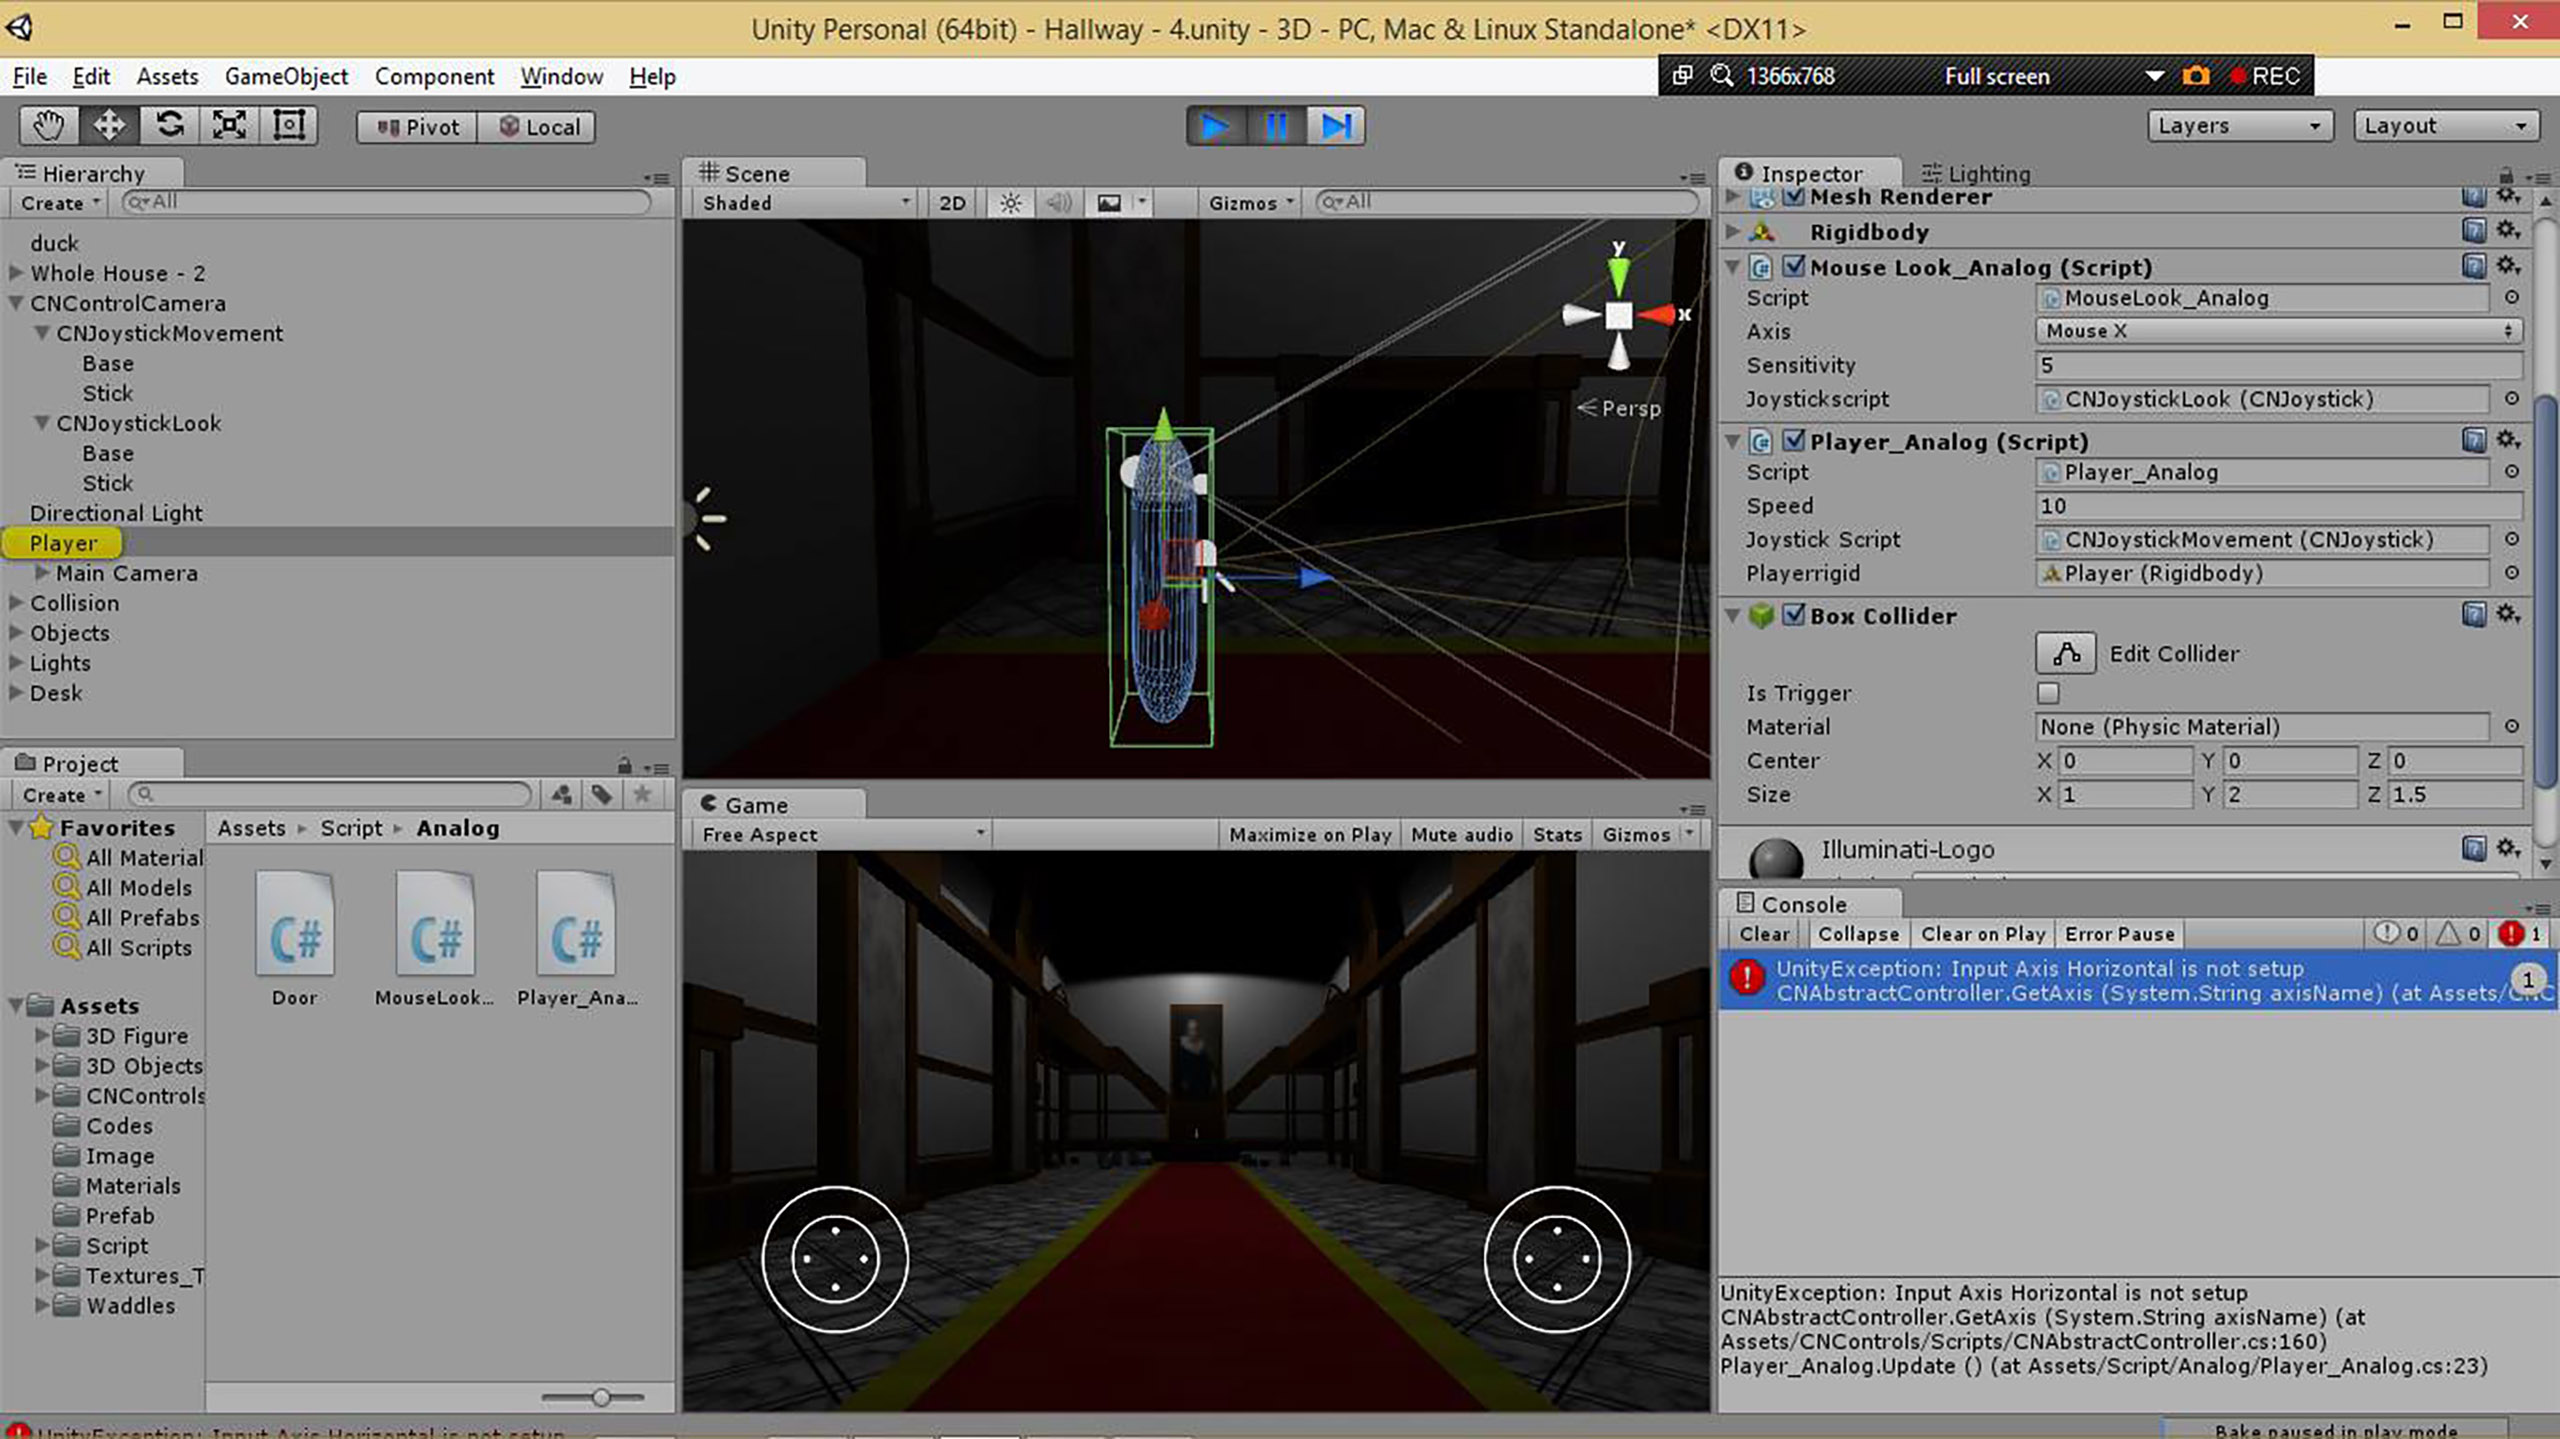 Unity Personal (64bit) - Hallway - 4.unity - 3D - PC, Mac & Linux Standalone* <DX11>
File Edit Assets GameObject Component Window Help
1366x768 Full screen REC
Pivot Local
Layers Layout
Hierarchy
Create All
duck
Whole House - 2
CNControlCamera
CNJoystickMovement
Base
Stick
CNJoystickLook
Base
Stick
Directional Light
Player
Main Camera
Collision
Objects
Lights
Desk
Project
Create
Favorites
All Material
All Models
All Prefabs
All Scripts
Assets
3D Figure
3D Objects
CNControls
Codes
Image
Materials
Prefab
Script
Textures_T
Waddles
Assets Script Analog
C# C# C#
Door MouseLook... Player_Ana...
Scene
Shaded 2D Gizmos All
y
x
Persp
Game
Free Aspect Maximize on Play Mute audio Stats Gizmos
Inspector Lighting
Mesh Renderer
Rigidbody
Mouse Look_Analog (Script)
Script MouseLook_Analog
Axis Mouse X
Sensitivity 5
Joystickscript CNJoystickLook (CNJoystick)
Player_Analog (Script)
Script Player_Analog
Speed 10
Joystick Script CNJoystickMovement (CNJoystick)
Playerrigid Player (Rigidbody)
Box Collider
Edit Collider
Is Trigger
Material None (Physic Material)
Center X 0 Y 0 Z 0
Size X 1 Y 2 Z 1.5
Illuminati-Logo
Console
Clear Collapse Clear on Play Error Pause 0 0 1
UnityException: Input Axis Horizontal is not setup
CNAbstractController.GetAxis (System.String axisName) (at Assets/CNC
1
UnityException: Input Axis Horizontal is not setup
CNAbstractController.GetAxis (System.String axisName) (at
Assets/CNControls/Scripts/CNAbstractController.cs:160)
Player_Analog.Update () (at Assets/Script/Analog/Player_Analog.cs:23)
UnityException: Input Axis Horizontal is not setup
Bake paused in play mode